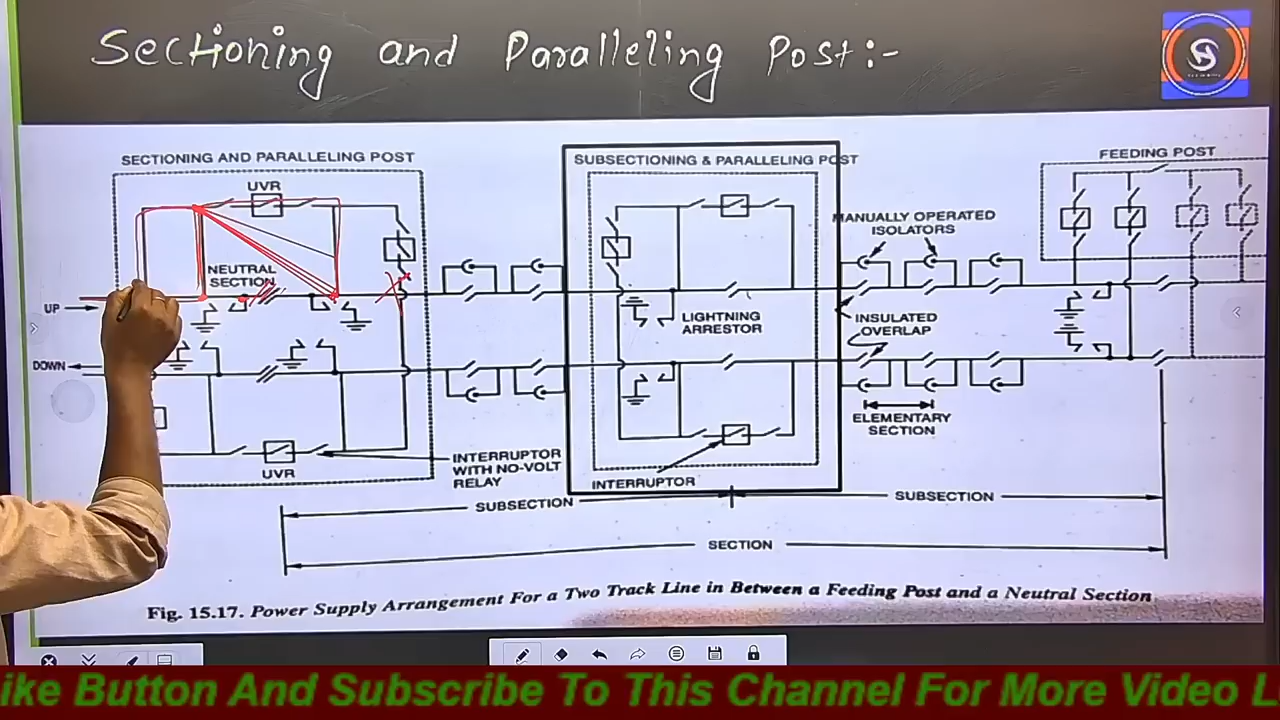 Sectioning and Paralleling Post:-
SECTIONING AND PARALLELING POST
SUBSECTIONING & PARALLELING POST
FEEDING POST
UVR
MANUALLY OPERATED
ISOLATORS
NEUTRAL
SECTION
UP
LIGHTNING
ARRESTOR
INSULATED
OVERLAP
DOWN
ELEMENTARY
SECTION
INTERRUPTOR
WITH NO-VOLT
RELAY
UVR
INTERRUPTOR
SUBSECTION
SUBSECTION
SECTION
Fig. 15.17. Power Supply Arrangement For a Two Track Line in Between a Feeding Post and a Neutral Section
ike Button And Subscribe To This Channel For More Video L